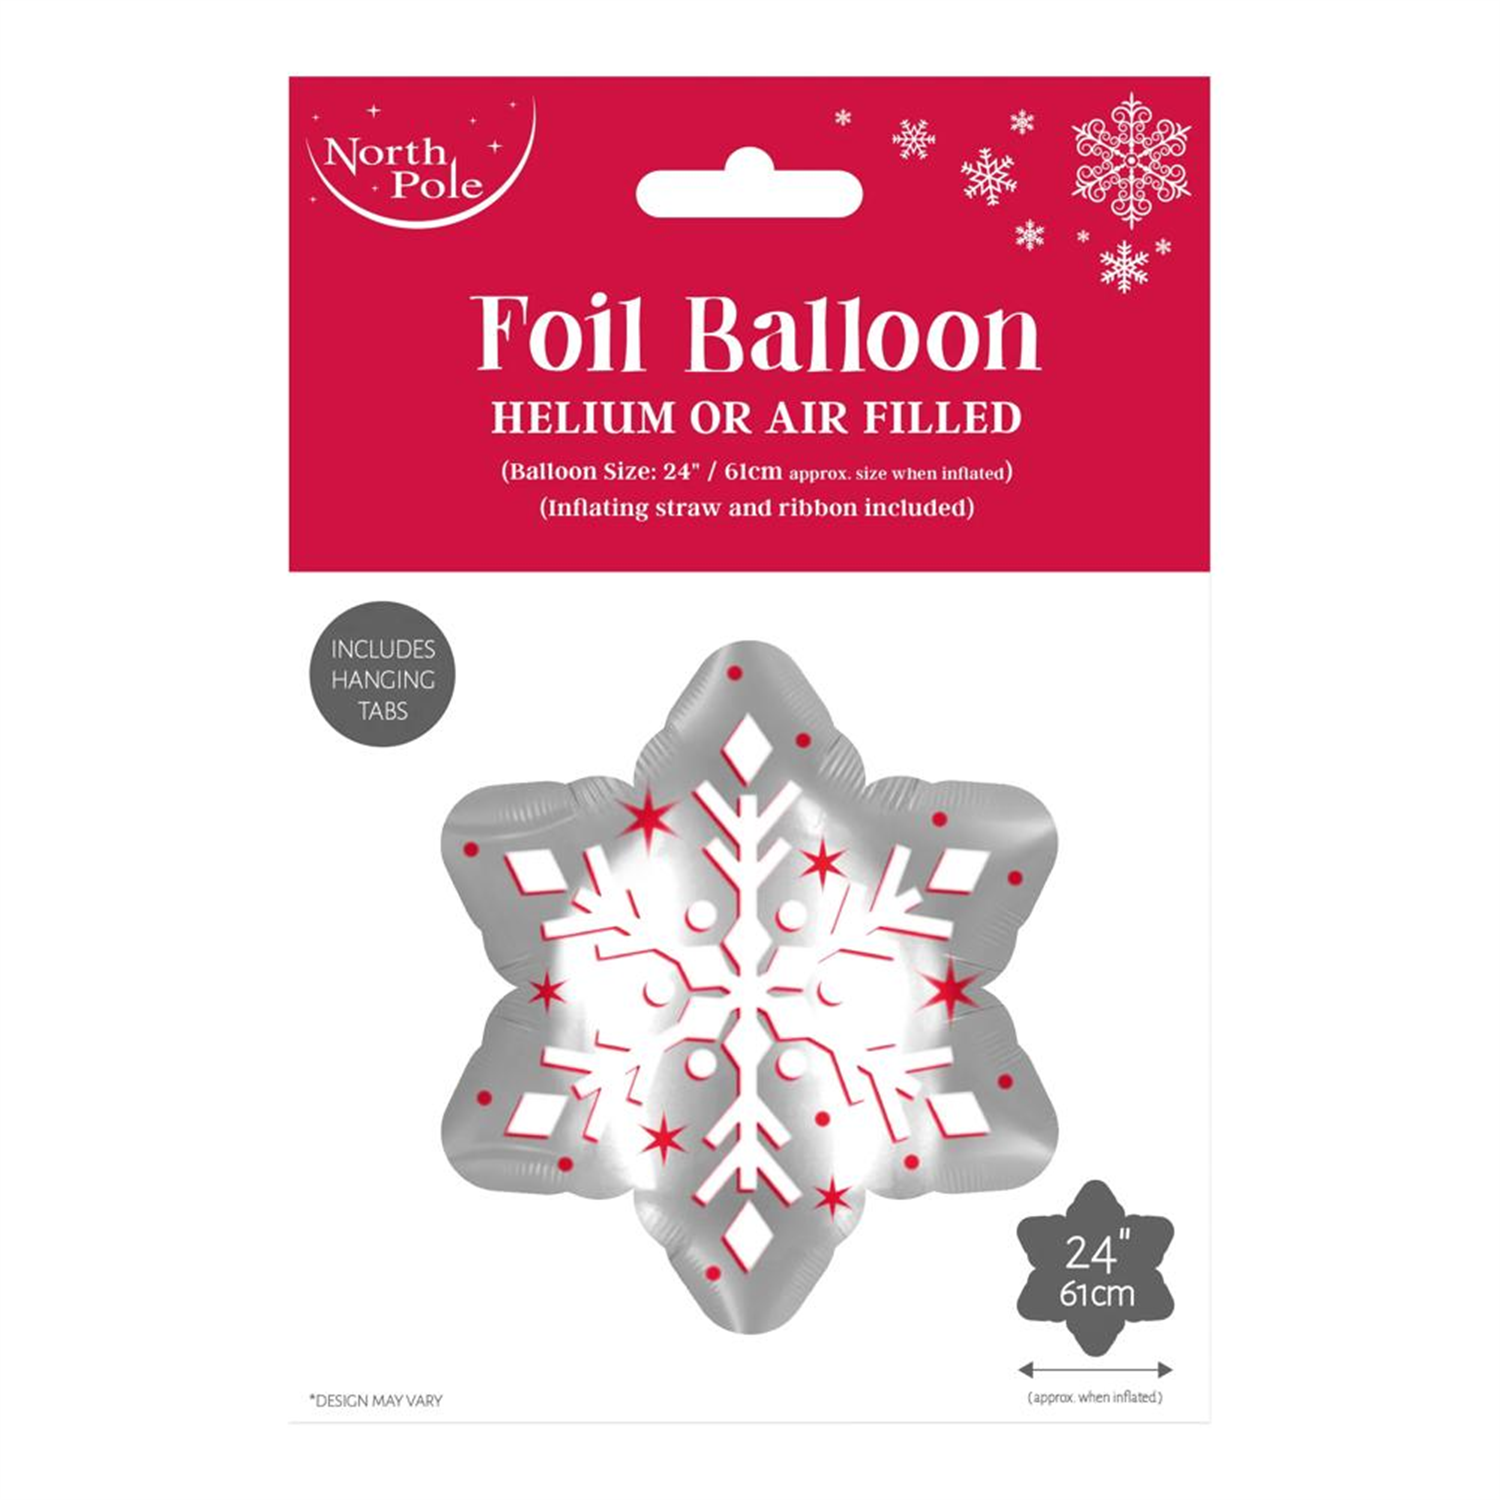 North
Pole
Foil Balloon
HELIUM OR AIR FILLED
(Balloon Size: 24" / 61cm approx. size when inflated)
(Inflating straw and ribbon included)
INCLUDES
HANGING
TABS
24"
61cm
(approx. when inflated.)
*DESIGN MAY VARY